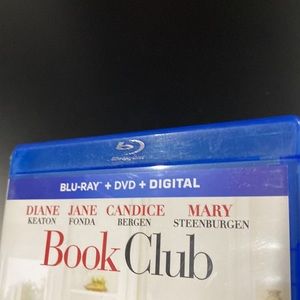 Blu-ray Disc
BLU-RAY + DVD + DIGITAL
DIANE JANE CANDICE MARY
KEATON FONDA BERGEN STEENBURGEN
Book Club